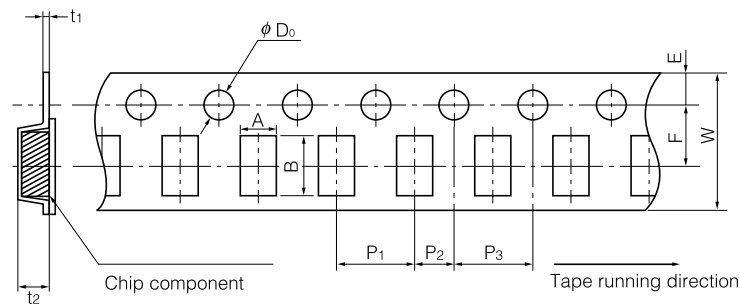 t₁
ϕ D₀
A
B
E
F
W
P₁
P₂
P₃
t₂
Chip component
Tape running direction